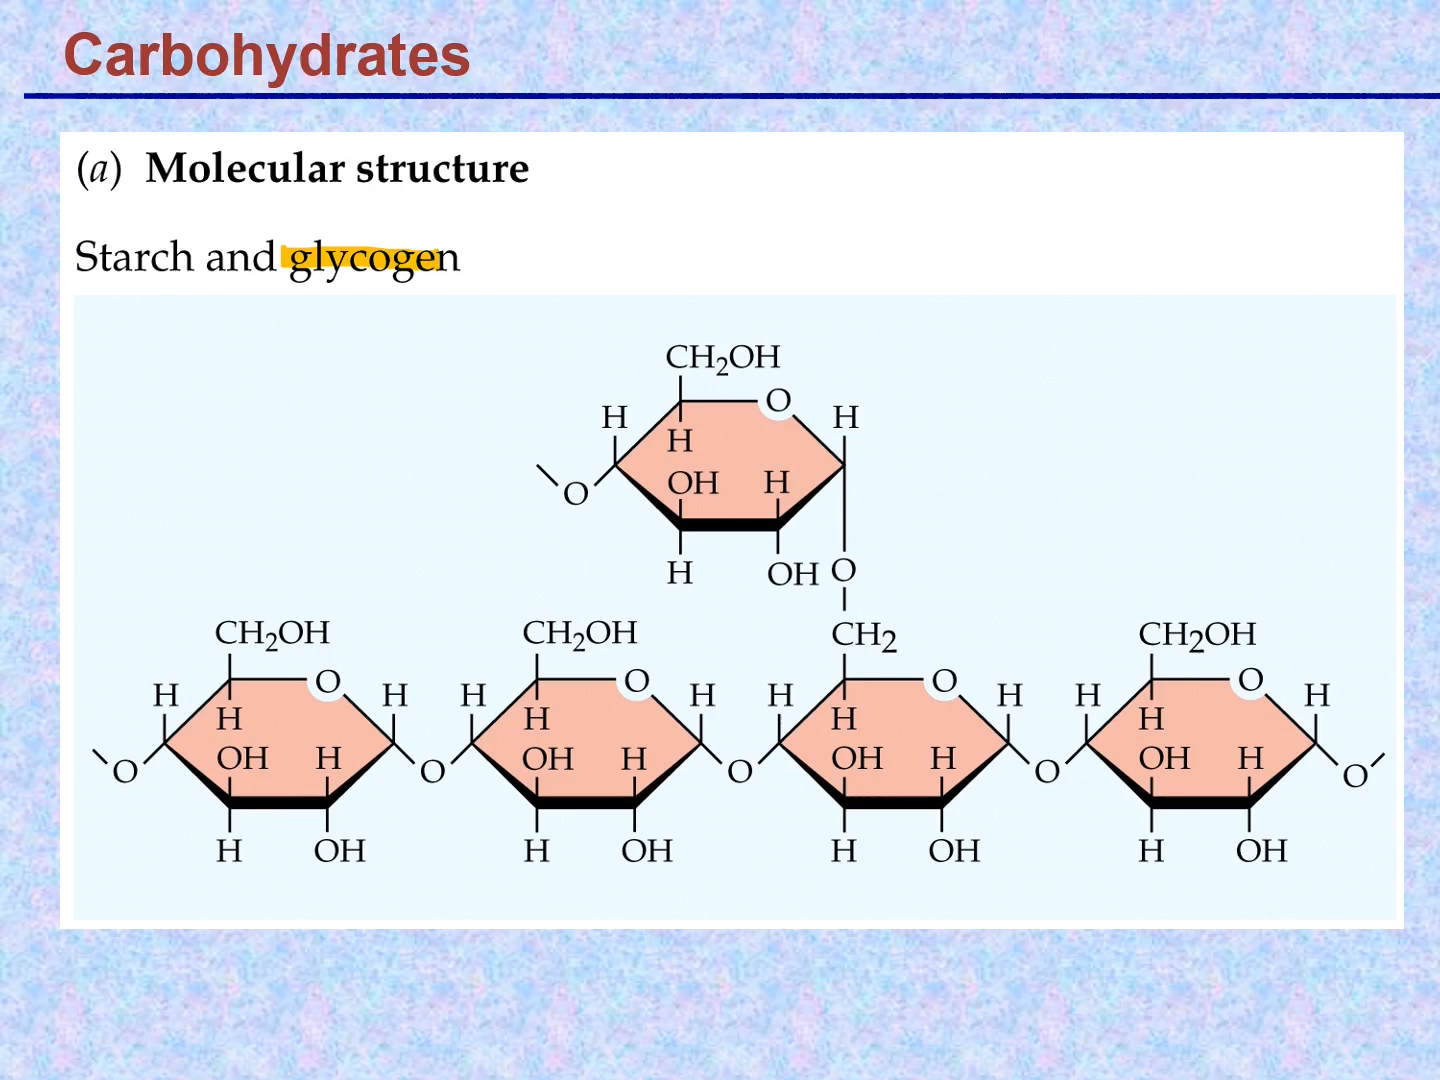 Carbohydrates
(a) Molecular structure
Starch and glycogen
CH₂OH
O
H H
H
OH H
O
H OH O
CH2
CH₂OH CH₂OH CH₂OH
O O O O
H H H H H H H H
H H H H
OH H OH H OH H OH H
O O O O O
H OH H OH H OH H OH